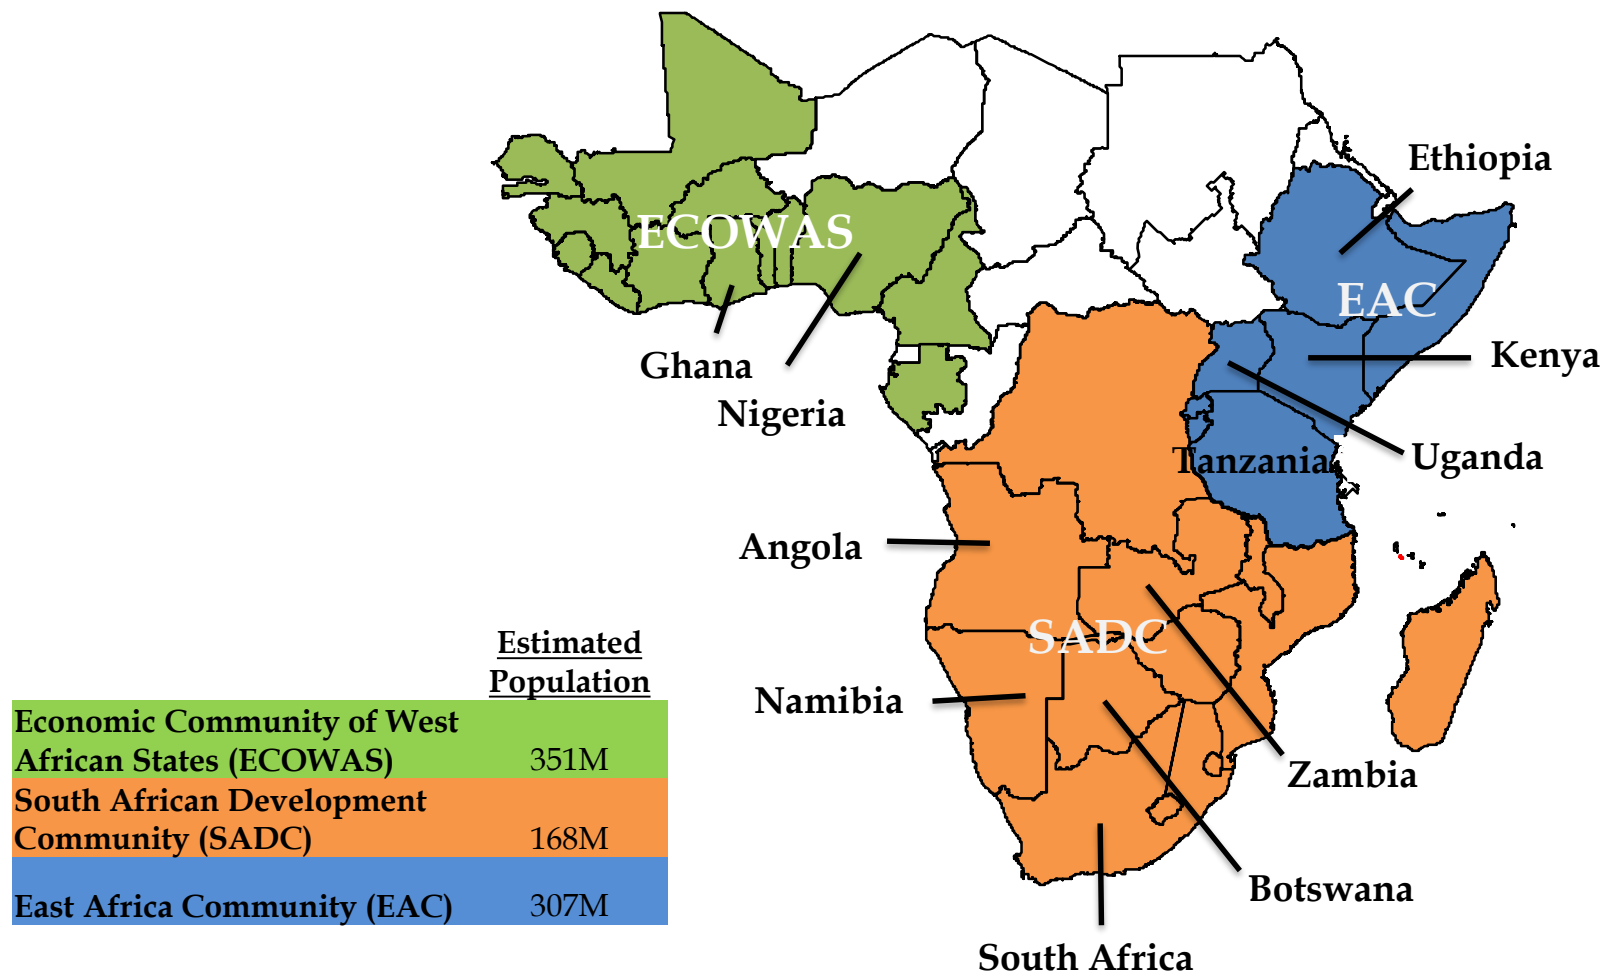 Ethiopia
ECOWAS
EAC
Ghana
Kenya
Nigeria
Uganda
Tanzania
Angola
SADC
Namibia
Zambia
Botswana
South Africa
Estimated
Population
Economic Community of West
African States (ECOWAS) 351M
South African Development
Community (SADC) 168M
East Africa Community (EAC) 307M